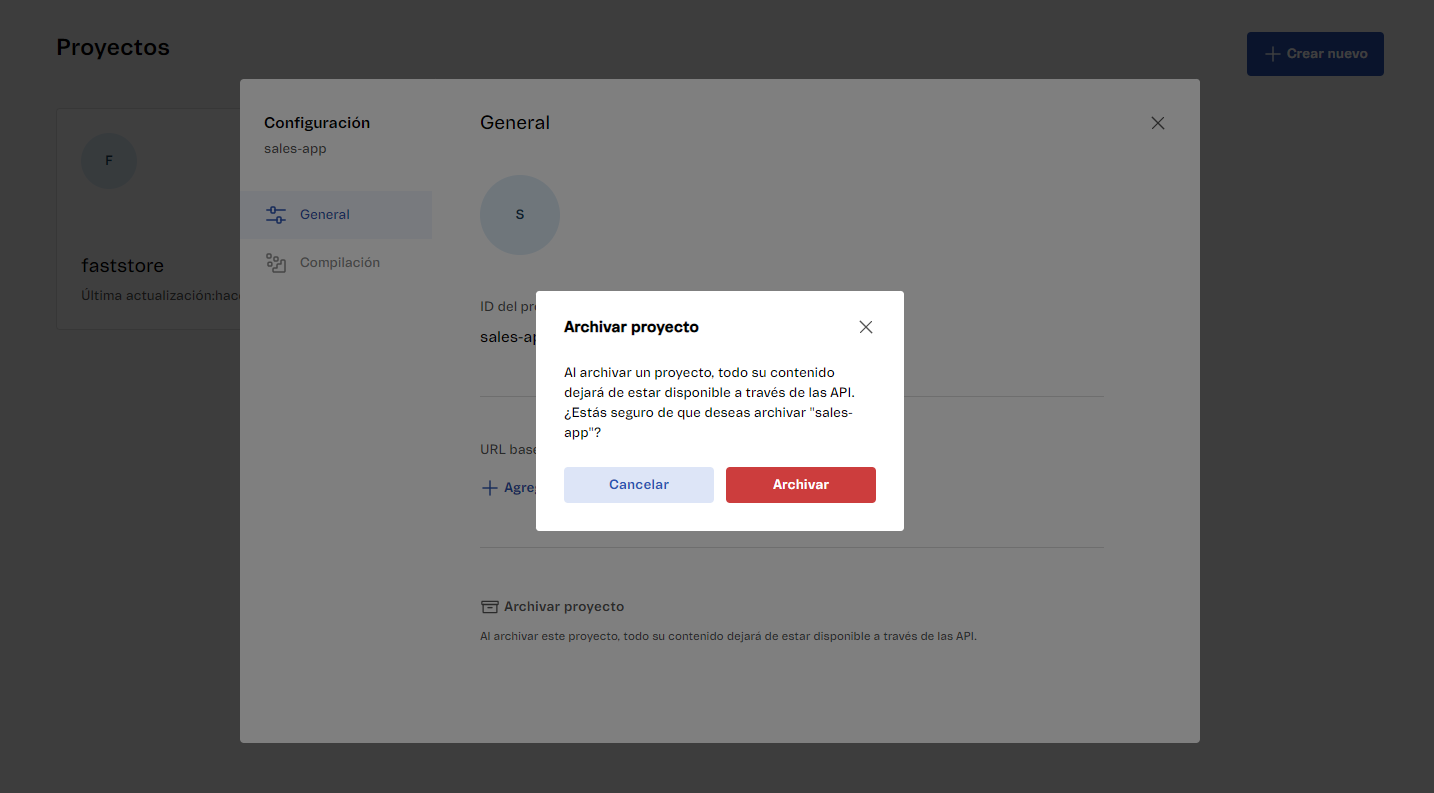 Proyectos
Crear nuevo
F
faststore
Última actualización:hac
Configuración
sales-app
General
Compilación
General
S
ID del pr
sales-a
URL base
Agre
Archivar proyecto
Al archivar un proyecto, todo su contenido
dejará de estar disponible a través de las API.
¿Estás seguro de que deseas archivar "sales-
app"?
Cancelar
Archivar
Archivar proyecto
Al archivar este proyecto, todo su contenido dejará de estar disponible a través de las API.